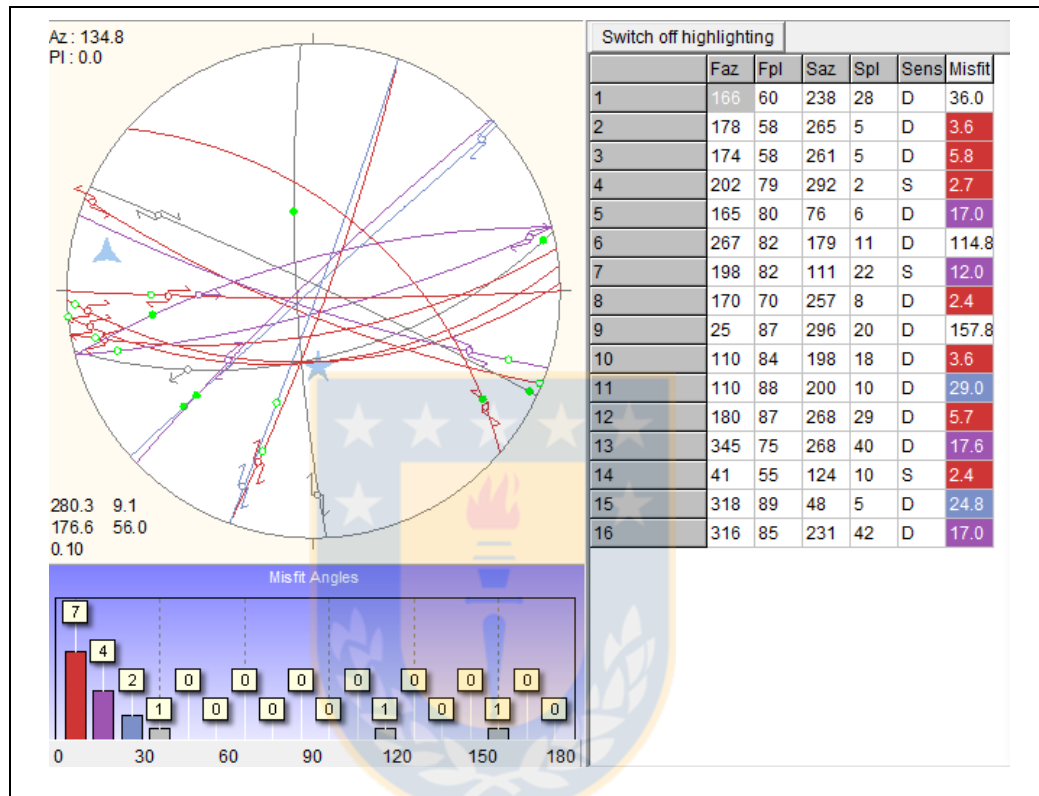 Az : 134.8
Pl : 0.0
280.3 9.1
176.6 56.0
0.10
Misfit Angles
7
4
2
1
0
0
0
0
0
0
0
1
0
0
1
0
0
0
0 30 60 90 120 150 180
Switch off highlighting
Faz Fpl Saz Spl Sens Misfit
1 166 60 238 28 D 36.0
2 178 58 265 5 D 3.6
3 174 58 261 5 D 5.8
4 202 79 292 2 S 2.7
5 165 80 76 6 D 17.0
6 267 82 179 11 D 114.8
7 198 82 111 22 S 12.0
8 170 70 257 8 D 2.4
9 25 87 296 20 D 157.8
10 110 84 198 18 D 3.6
11 110 88 200 10 D 29.0
12 180 87 268 29 D 5.7
13 345 75 268 40 D 17.6
14 41 55 124 10 S 2.4
15 318 89 48 5 D 24.8
16 316 85 231 42 D 17.0